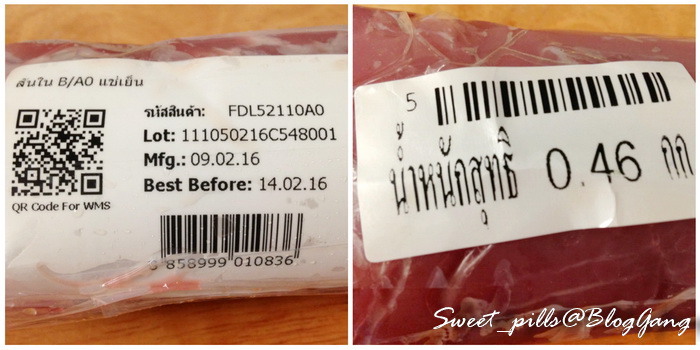 สันใน B/A0 แช่เย็น
รหัสสินค้า: FDL52110A0
Lot: 111050216C548001
Mfg.: 09.02.16
Best Before: 14.02.16
QR Code For WMS
858999 010836
5
น้ำหนักสุทธิ 0.46 กก
Sweet_pills@BlogGang